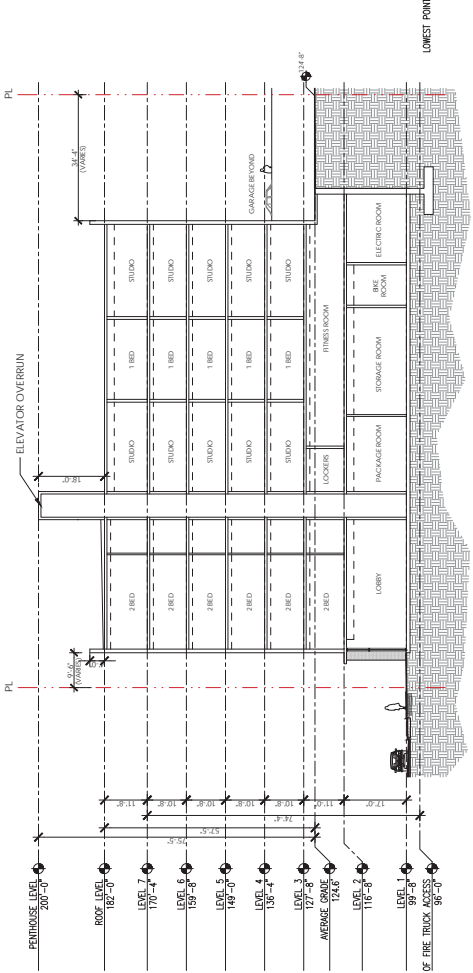 PL
PL
ELEVATOR OVERRUN
18'-0"
34'-4"
(VARIES)
9'-6"
(VARIES)
GARAGE BEYOND
124'-8"
LOWEST POINT
2 BED
STUDIO
1 BED
STUDIO
2 BED
STUDIO
1 BED
STUDIO
2 BED
STUDIO
1 BED
STUDIO
2 BED
STUDIO
1 BED
STUDIO
2 BED
STUDIO
1 BED
STUDIO
2 BED
LOCKERS
FITNESS ROOM
LOBBY
PACKAGE ROOM
STORAGE ROOM
BIKE
ROOM
ELECTRIC ROOM
11'-8"
10'-8"
10'-8"
10'-8"
10'-8"
11'-0"
17'-0"
75'-5"
57'-5"
74'-4"
PENTHOUSE LEVEL
200'-0"
ROOF LEVEL
182'-0"
LEVEL 7
170'-4"
LEVEL 6
159'-8"
LEVEL 5
149'-0"
LEVEL 4
138'-4"
LEVEL 3
127'-8"
AVERAGE GRADE
124.6'
LEVEL 2
116'-8"
LEVEL 1
99'-8"
OF FIRE TRUCK ACCESS
96'-0"